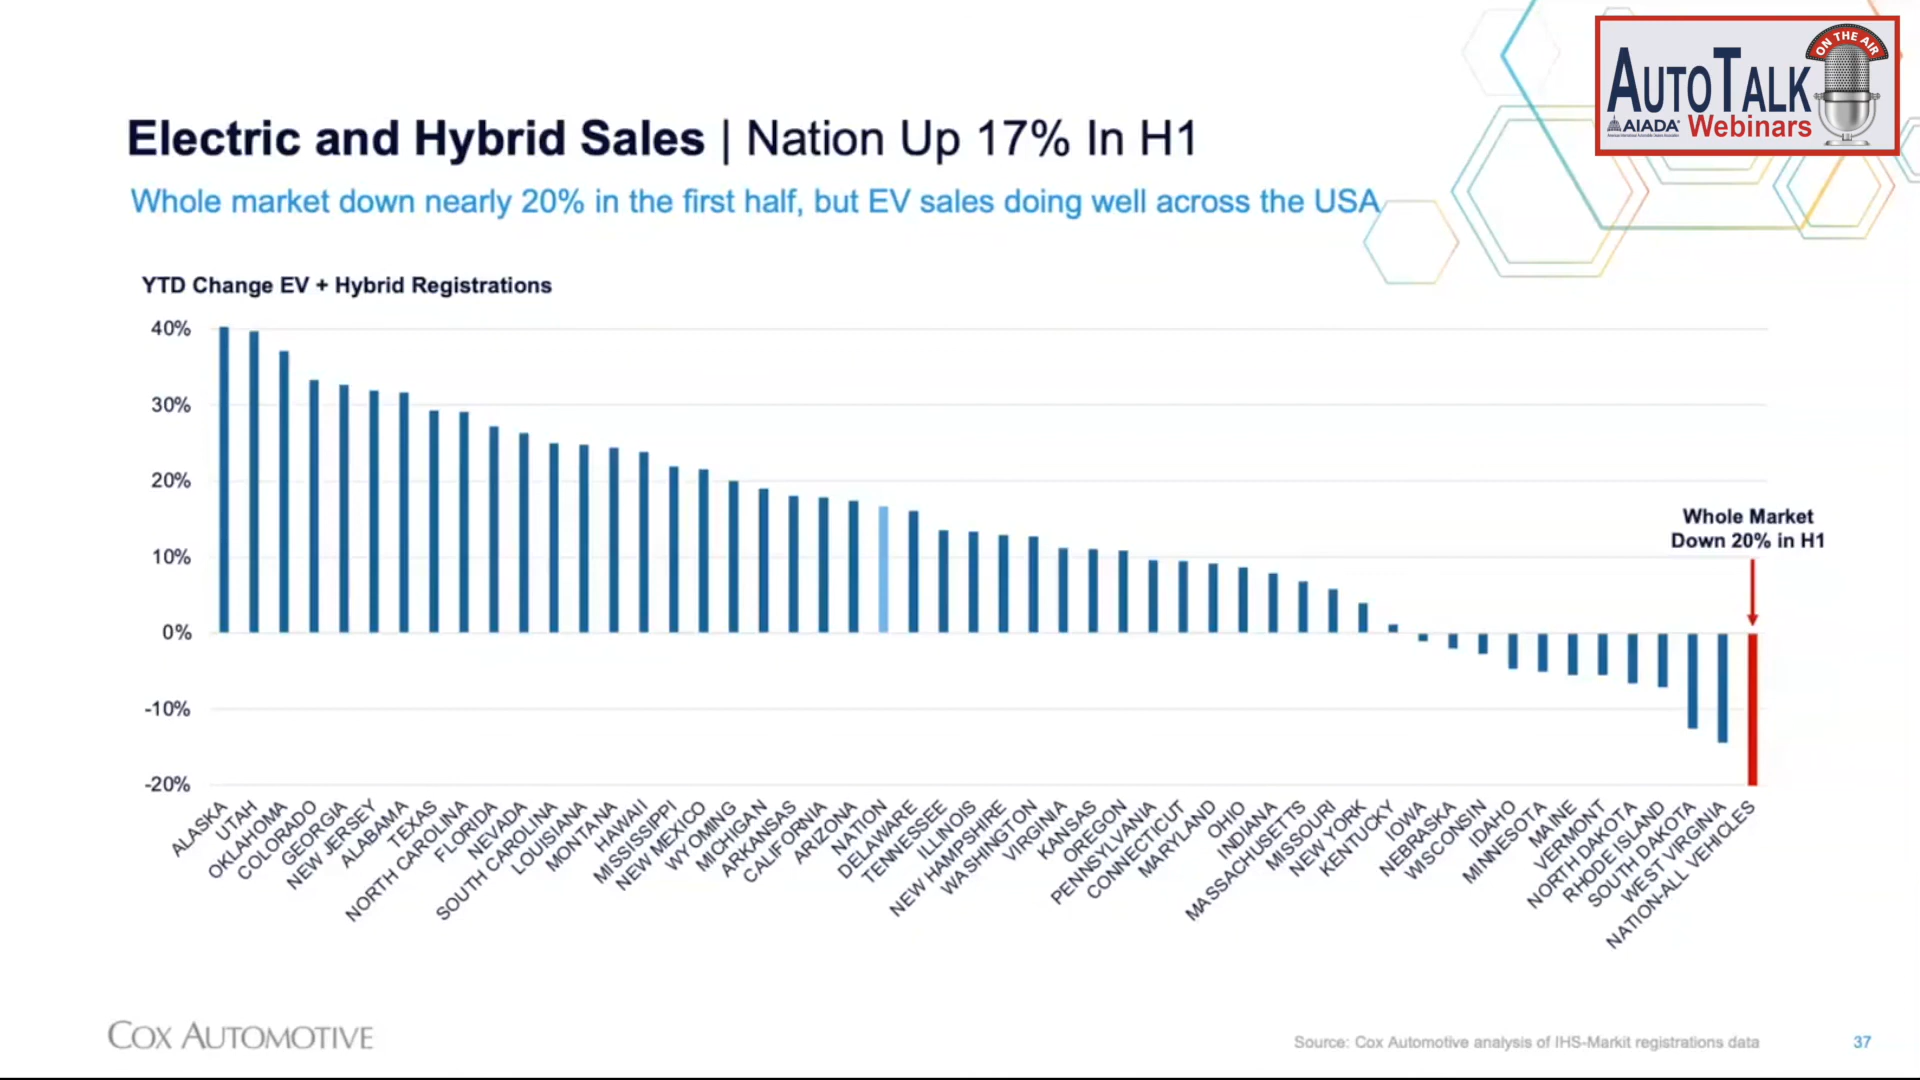 ON THE AIR
AUTOTALK
AIADA Webinars
Electric and Hybrid Sales | Nation Up 17% In H1
Whole market down nearly 20% in the first half, but EV sales doing well across the USA
YTD Change EV + Hybrid Registrations
40%
30%
20%
10%
0%
-10%
-20%
Whole Market
Down 20% in H1
ALASKA
UTAH
OKLAHOMA
COLORADO
GEORGIA
NEW JERSEY
ALABAMA
TEXAS
NORTH CAROLINA
FLORIDA
NEVADA
SOUTH CAROLINA
LOUISIANA
MONTANA
HAWAII
MISSISSIPPI
NEW MEXICO
WYOMING
MICHIGAN
ARKANSAS
CALIFORNIA
ARIZONA
NATION
DELAWARE
TENNESSEE
ILLINOIS
NEW HAMPSHIRE
WASHINGTON
VIRGINIA
KANSAS
OREGON
PENNSYLVANIA
CONNECTICUT
MARYLAND
OHIO
INDIANA
MASSACHUSETTS
MISSOURI
NEW YORK
KENTUCKY
IOWA
NEBRASKA
WISCONSIN
IDAHO
MINNESOTA
MAINE
VERMONT
NORTH DAKOTA
RHODE ISLAND
SOUTH DAKOTA
WEST VIRGINIA
NATION-ALL VEHICLES
COX AUTOMOTIVE
Source: Cox Automotive analysis of IHS-Markit registrations data
37